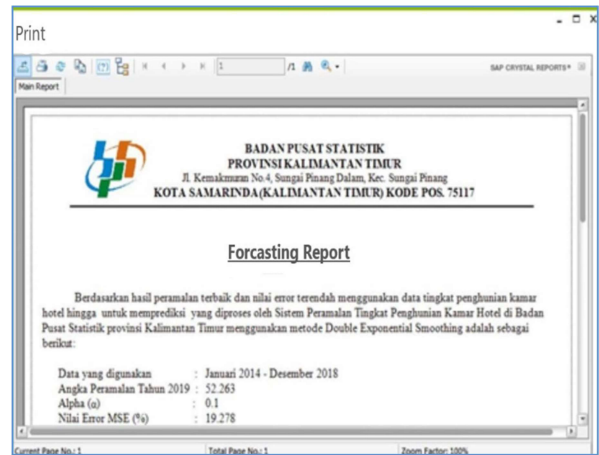 Print
1 /1 SAP CRYSTAL REPORTS®
Main Report
BADAN PUSAT STATISTIK
PROVINSI KALIMANTAN TIMUR
Jl. Kemakmuran No.4, Sungai Pinang Dalam, Kec. Sungai Pinang
KOTA SAMARINDA(KALIMANTAN TIMUR) KODE POS. 75117
Forcasting Report
Berdasarkan hasil peramalan terbaik dan nilai error terendah menggunakan data tingkat penghunian kamar
hotel hingga untuk memprediksi yang diproses oleh Sistem Peramalan Tingkat Penghunian Kamar Hotel di Badan
Pusat Statistik provinsi Kalimantan Timur menggunakan metode Double Exponential Smoothing adalah sebagai
berikut:
Data yang digunakan : Januari 2014 - Desember 2018
Angka Peramalan Tahun 2019 : 52.263
Alpha (α) : 0.1
Nilai Error MSE (%) : 19.278
Current Page No.: 1 Total Page No.: 1 Zoom Factor: 100%